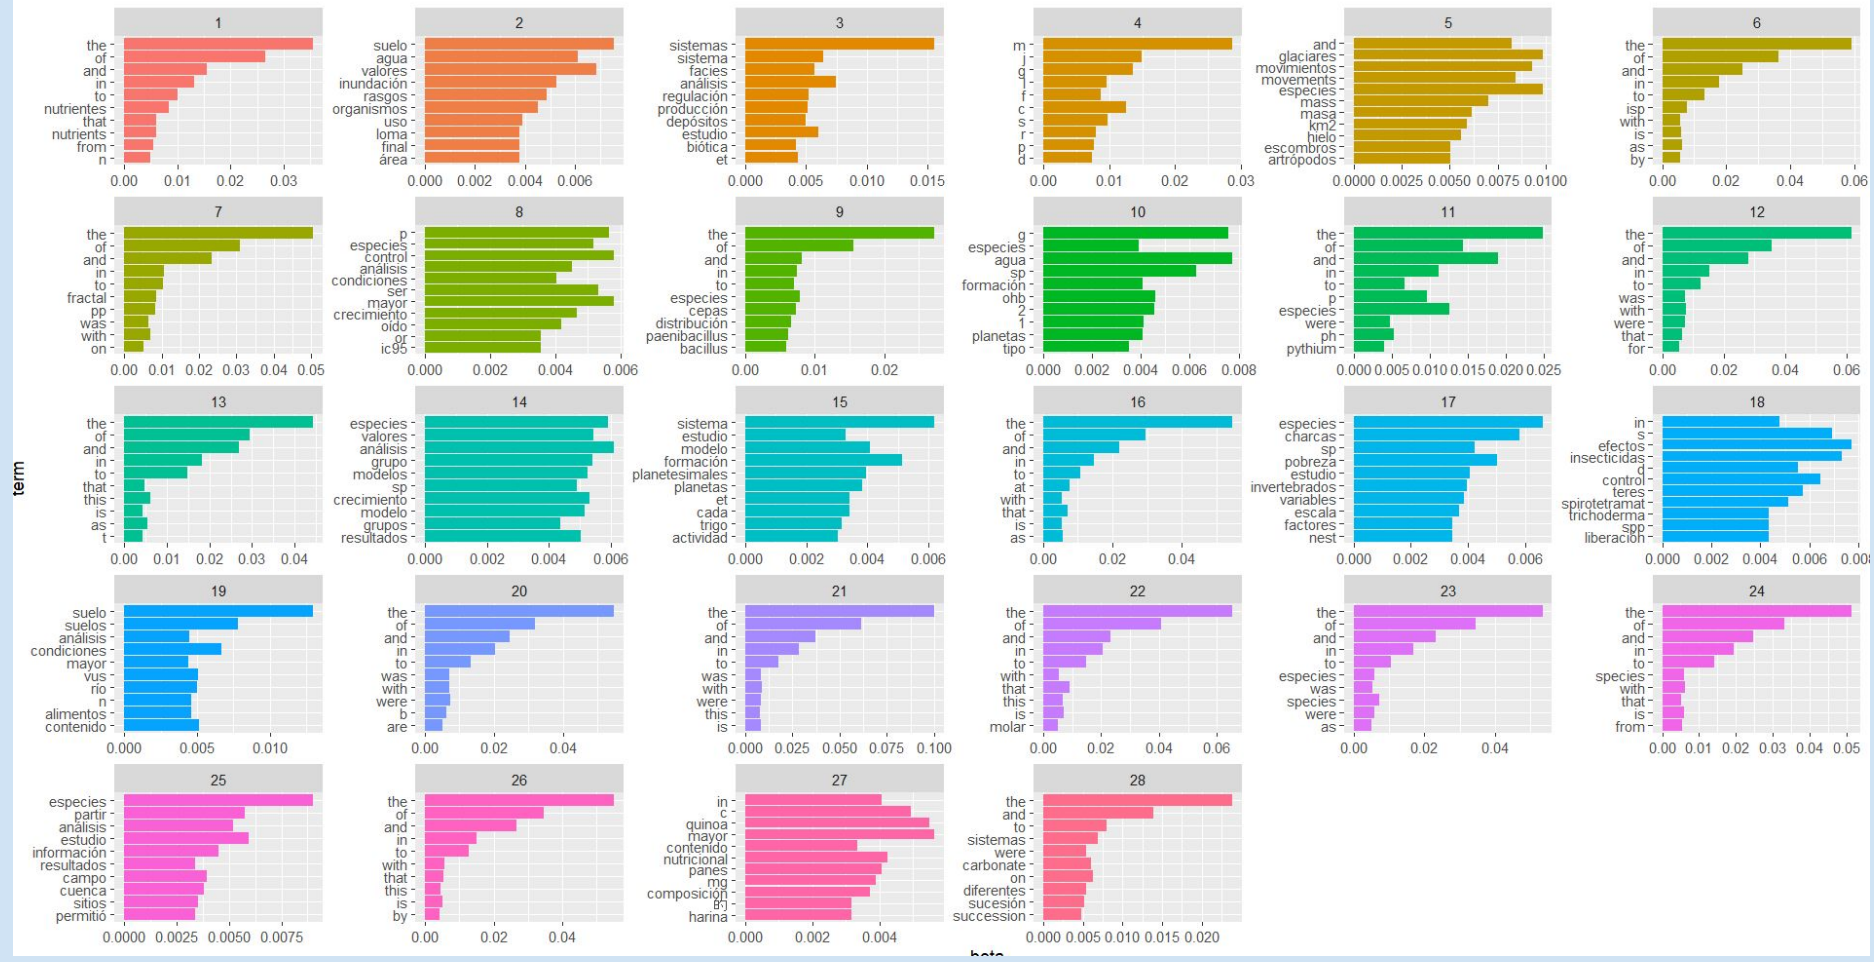 1
the
of
and
in
to
nutrientes
that
nutrients
from
n
0.00 0.01 0.02 0.03
2
suelo
agua
valores
inundación
rasgos
organismos
uso
loma
final
área
0.000 0.002 0.004 0.006
3
sistemas
sistema
facies
análisis
regulación
producción
depósitos
estudio
biótica
et
0.000 0.005 0.010 0.015
4
m
j
g
l
f
c
s
r
p
d
0.00 0.01 0.02 0.03
5
and
glaciares
movimientos
movements
especies
mass
masa
km2
hielo
escombros
artrópodos
0.0000 0.0025 0.0050 0.0075 0.0100
6
the
of
and
in
to
isp
with
is
as
by
0.00 0.02 0.04 0.06
7
the
of
and
in
to
fractal
pp
was
with
on
0.00 0.01 0.02 0.03 0.04 0.05
8
p
especies
control
análisis
condiciones
ser
mayor
crecimiento
oído
or
ic95
0.000 0.002 0.004 0.006
9
the
of
and
in
to
especies
cepas
distribución
paenibacillus
bacillus
0.00 0.01 0.02
10
g
especies
agua
sp
formación
ohb
2
1
planetas
tipo
0.000 0.002 0.004 0.006 0.008
11
the
of
and
in
to
p
especies
were
ph
pythium
0.000 0.005 0.010 0.015 0.020 0.025
12
the
of
and
in
to
was
with
were
that
for
0.00 0.02 0.04 0.06
term
13
the
of
and
in
to
that
this
is
as
t
0.00 0.01 0.02 0.03 0.04
14
especies
valores
análisis
grupo
modelos
sp
crecimiento
modelo
grupos
resultados
0.000 0.002 0.004 0.006
15
sistema
estudio
modelo
formación
planetesimales
planetas
et
cada
trigo
actividad
0.000 0.002 0.004 0.006
16
the
of
and
in
to
at
with
that
is
as
0.00 0.02 0.04
17
especies
charcas
sp
pobreza
estudio
invertebrados
variables
escala
factores
nest
0.000 0.002 0.004 0.006
18
in
s
efectos
insecticidas
d
control
teres
spirotetramat
trichoderma
spp
liberación
0.000 0.002 0.004 0.006 0.00
19
suelo
suelos
análisis
condiciones
mayor
vus
río
n
alimentos
contenido
0.000 0.005 0.010
20
the
of
and
in
to
was
with
were
b
are
0.00 0.02 0.04
21
the
of
and
in
to
was
with
were
this
is
0.000 0.025 0.050 0.075 0.100
22
the
of
and
in
to
with
that
this
is
molar
0.00 0.02 0.04 0.06
23
the
of
and
in
to
especies
was
species
were
as
0.00 0.02 0.04
24
the
of
and
in
to
species
with
that
is
from
0.00 0.01 0.02 0.03 0.04 0.05
25
especies
partir
análisis
estudio
información
resultados
campo
cuenca
sitios
permitió
0.0000 0.0025 0.0050 0.0075
26
the
of
and
in
to
with
that
this
is
by
0.00 0.02 0.04
27
in
c
quinoa
mayor
contenido
nutricional
panes
mg
composición
的
harina
0.000 0.002 0.004
28
the
and
to
sistemas
were
carbonate
on
diferentes
sucesión
succession
0.000 0.005 0.010 0.015 0.020